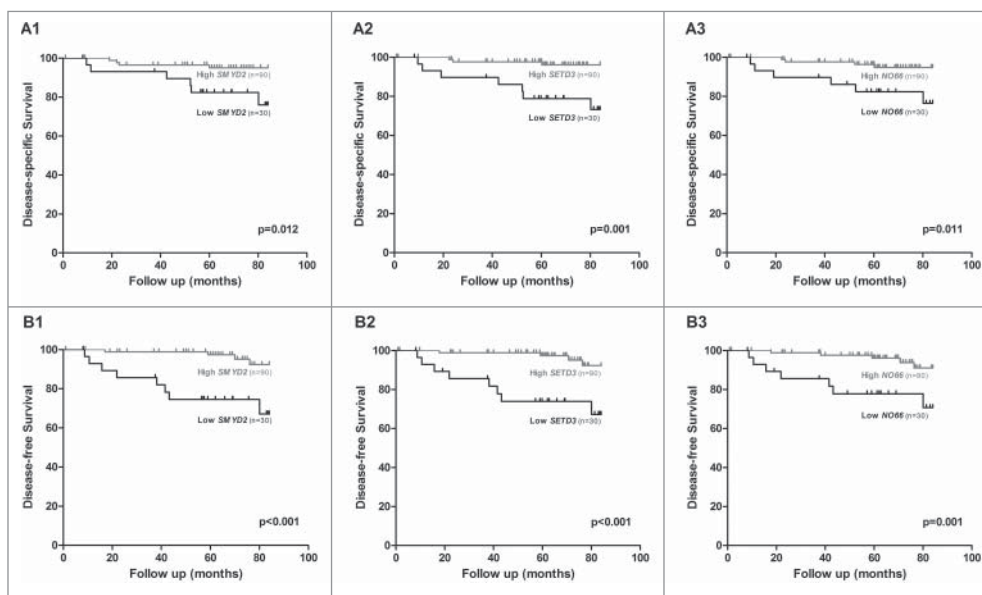 A1
Disease-specific Survival
100
80
60
40
20
0
High SMYD2 (n=90)
Low SMYD2 (n=30)
p=0.012
0 20 40 60 80 100
Follow up (months)
A2
Disease-specific Survival
100
80
60
40
20
0
High SETD3 (n=90)
Low SETD3 (n=30)
p=0.001
0 20 40 60 80 100
Follow up (months)
A3
Disease-specific Survival
100
80
60
40
20
0
High NO66 (n=90)
Low NO66 (n=30)
p=0.011
0 20 40 60 80 100
Follow up (months)
B1
Disease-free Survival
100
80
60
40
20
0
High SMYD2 (n=90)
Low SMYD2 (n=30)
p<0.001
0 20 40 60 80 100
Follow up (months)
B2
Disease-free Survival
100
80
60
40
20
0
High SETD3 (n=90)
Low SETD3 (n=30)
p<0.001
0 20 40 60 80 100
Follow up (months)
B3
Disease-free Survival
100
80
60
40
20
0
High NO66 (n=90)
Low NO66 (n=30)
p=0.001
0 20 40 60 80 100
Follow up (months)